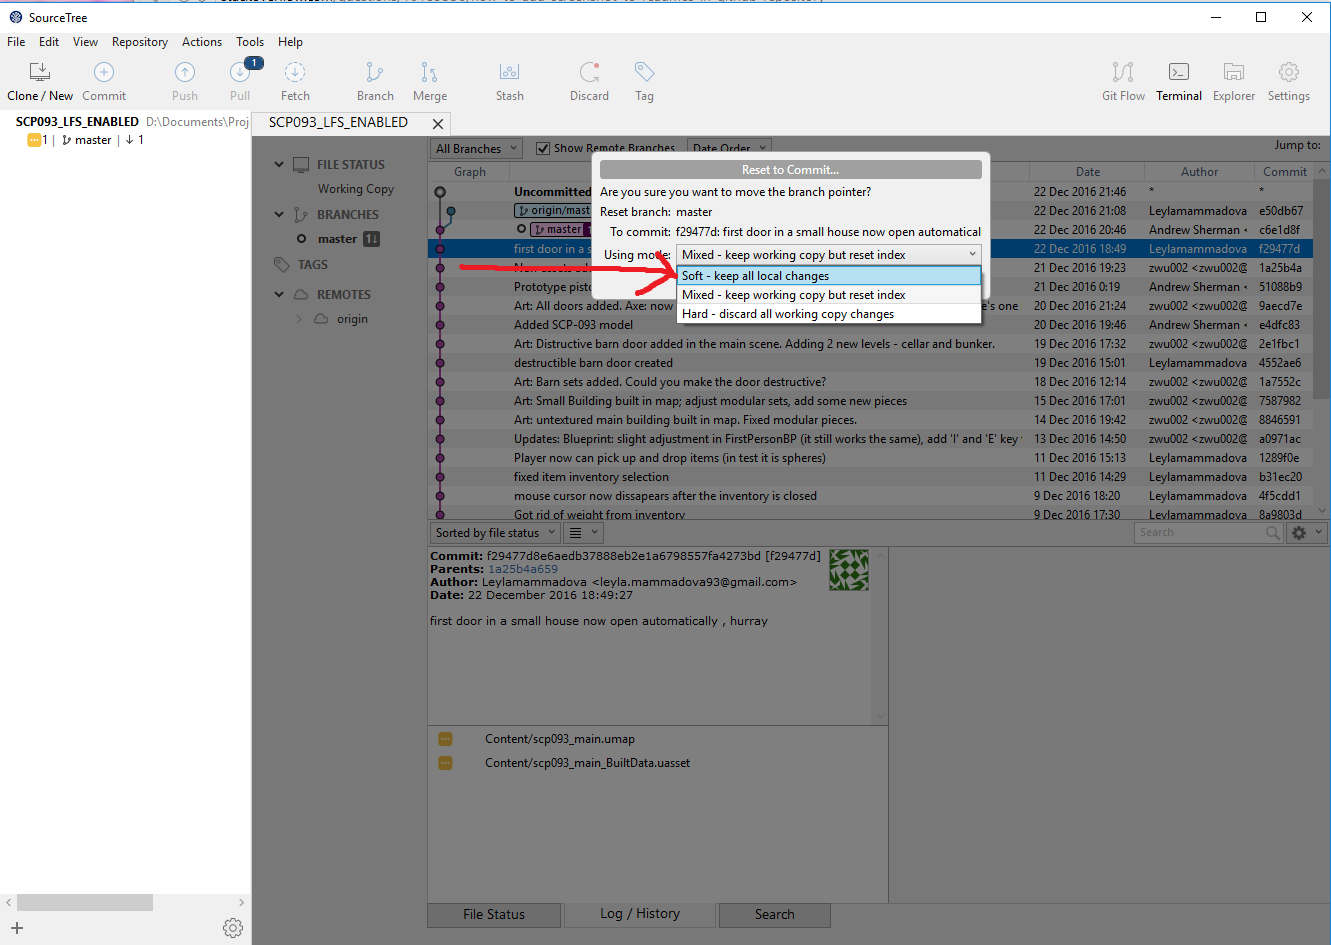 SourceTree
File Edit View Repository Actions Tools Help
1
Clone / New Commit Push Pull Fetch Branch Merge Stash Discard Tag Git Flow Terminal Explorer Settings
SCP093_LFS_ENABLED D:\Documents\Proj
1 | master | ↓ 1
SCP093_LFS_ENABLED
FILE STATUS
Working Copy
BRANCHES
master 1↓
TAGS
REMOTES
origin
All Branches Show Remote Branches Date Order Jump to:
Graph Date Author Commit
Reset to Commit...
Are you sure you want to move the branch pointer?
Reset branch: master
To commit: f29477d: first door in a small house now open automatical
Using mode: Mixed - keep working copy but reset index
Soft - keep all local changes
Mixed - keep working copy but reset index
Hard - discard all working copy changes
Uncommitted 22 Dec 2016 21:46 * *
origin/mast 22 Dec 2016 21:08 Leylamammadova e50db67
master 1 22 Dec 2016 20:46 Andrew Sherman < c6e1d8f
first door in a s 22 Dec 2016 18:49 Leylamammadova f29477d
21 Dec 2016 19:23 zwu002 <zwu002@ 1a25b4a
Prototype pisto 21 Dec 2016 0:19 Andrew Sherman < 51088b9
Art: All doors added. Axe: now e's one 20 Dec 2016 21:24 zwu002 <zwu002@ 9aecd7e
Added SCP-093 model 20 Dec 2016 19:46 Andrew Sherman < e4dfc83
Art: Distructive barn door added in the main scene. Adding 2 new levels - cellar and bunker. 19 Dec 2016 17:32 zwu002 <zwu002@ 2e1fbc1
destructible barn door created 19 Dec 2016 15:01 Leylamammadova 4552ae6
Art: Barn sets added. Could you make the door destructive? 18 Dec 2016 12:14 zwu002 <zwu002@ 1a7552c
Art: Small Building built in map; adjust modular sets, add some new pieces 15 Dec 2016 17:01 zwu002 <zwu002@ 7587982
Art: untextured main building built in map. Fixed modular pieces. 14 Dec 2016 19:42 zwu002 <zwu002@ 8846591
Updates: Blueprint: slight adjustment in FirstPersonBP (it still works the same), add 'I' and 'E' key 13 Dec 2016 14:50 zwu002 <zwu002@ a0971ac
Player now can pick up and drop items (in test it is spheres) 11 Dec 2016 15:13 Leylamammadova 1289f0e
fixed item inventory selection 11 Dec 2016 14:29 Leylamammadova b31ec20
mouse cursor now dissapears after the inventory is closed 9 Dec 2016 18:20 Leylamammadova 4f5cdd1
Got rid of weight from inventory 9 Dec 2016 17:30 Leylamammadova 8a9803d
Sorted by file status Search
Commit: f29477d8e6aedb37888eb2e1a6798557fa4273bd [f29477d]
Parents: 1a25b4a659
Author: Leylamammadova <leyla.mammadova93@gmail.com>
Date: 22 December 2016 18:49:27
first door in a small house now open automatically , hurray
Content/scp093_main.umap
Content/scp093_main_BuiltData.uasset
File Status Log / History Search